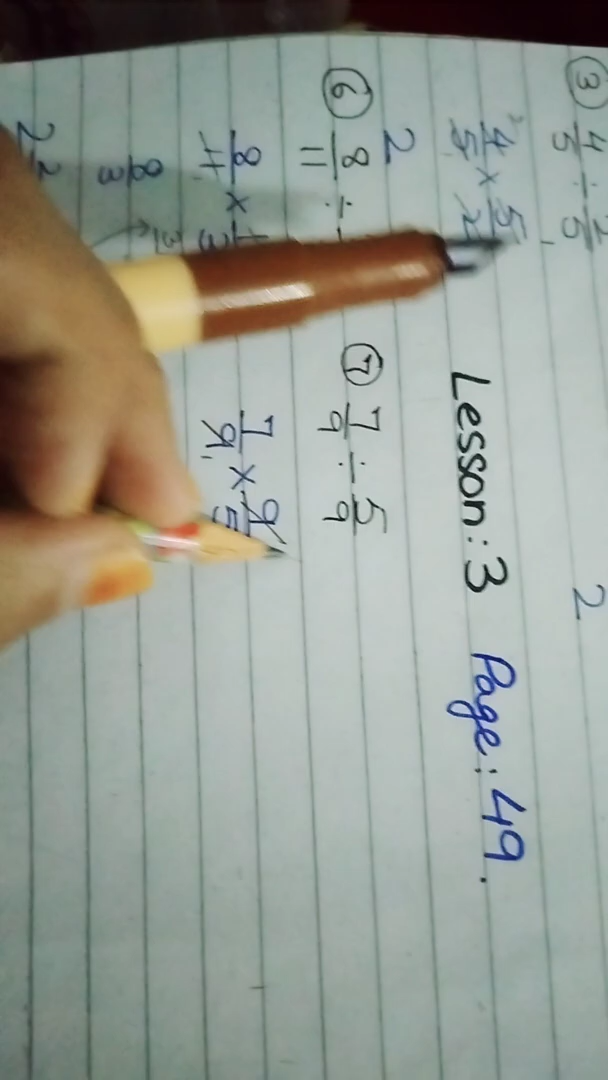 ③ 4/5 ÷ 2/5
4/5 × 5/2
2
Lesson: 3 Page: 49.
2
⑥ 8/11 ÷
8/11 ×
8 3
⑦ 7/9 ÷ 5/9
7/9 × 9/5